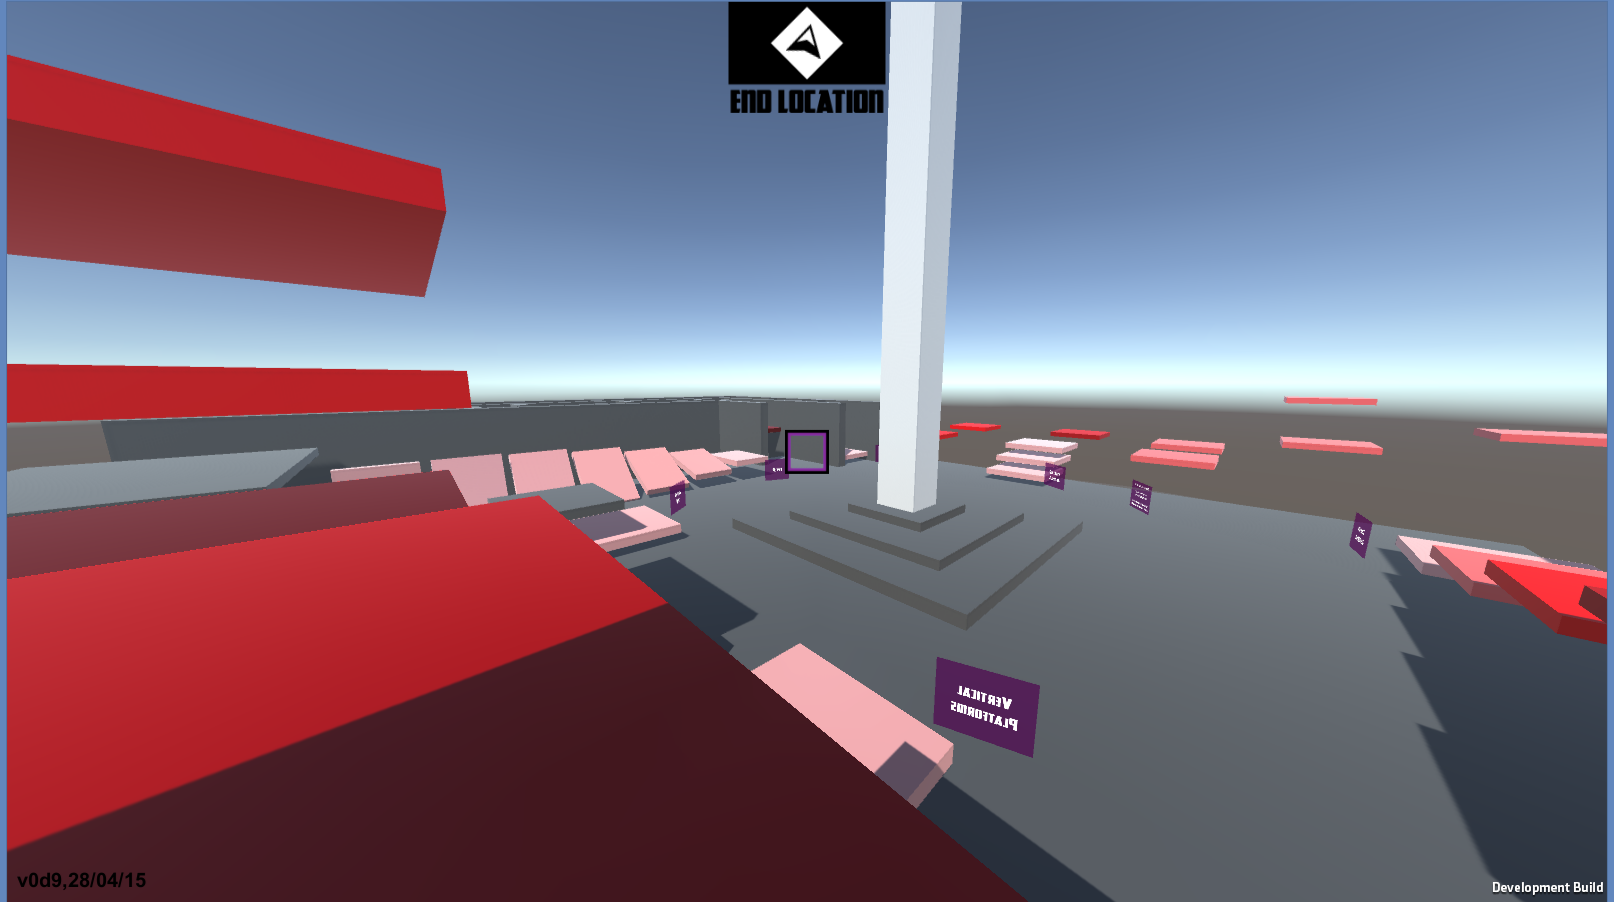 END LOCATION
VERTICAL
PLATFORMS
v0d9,28/04/15
Development Build